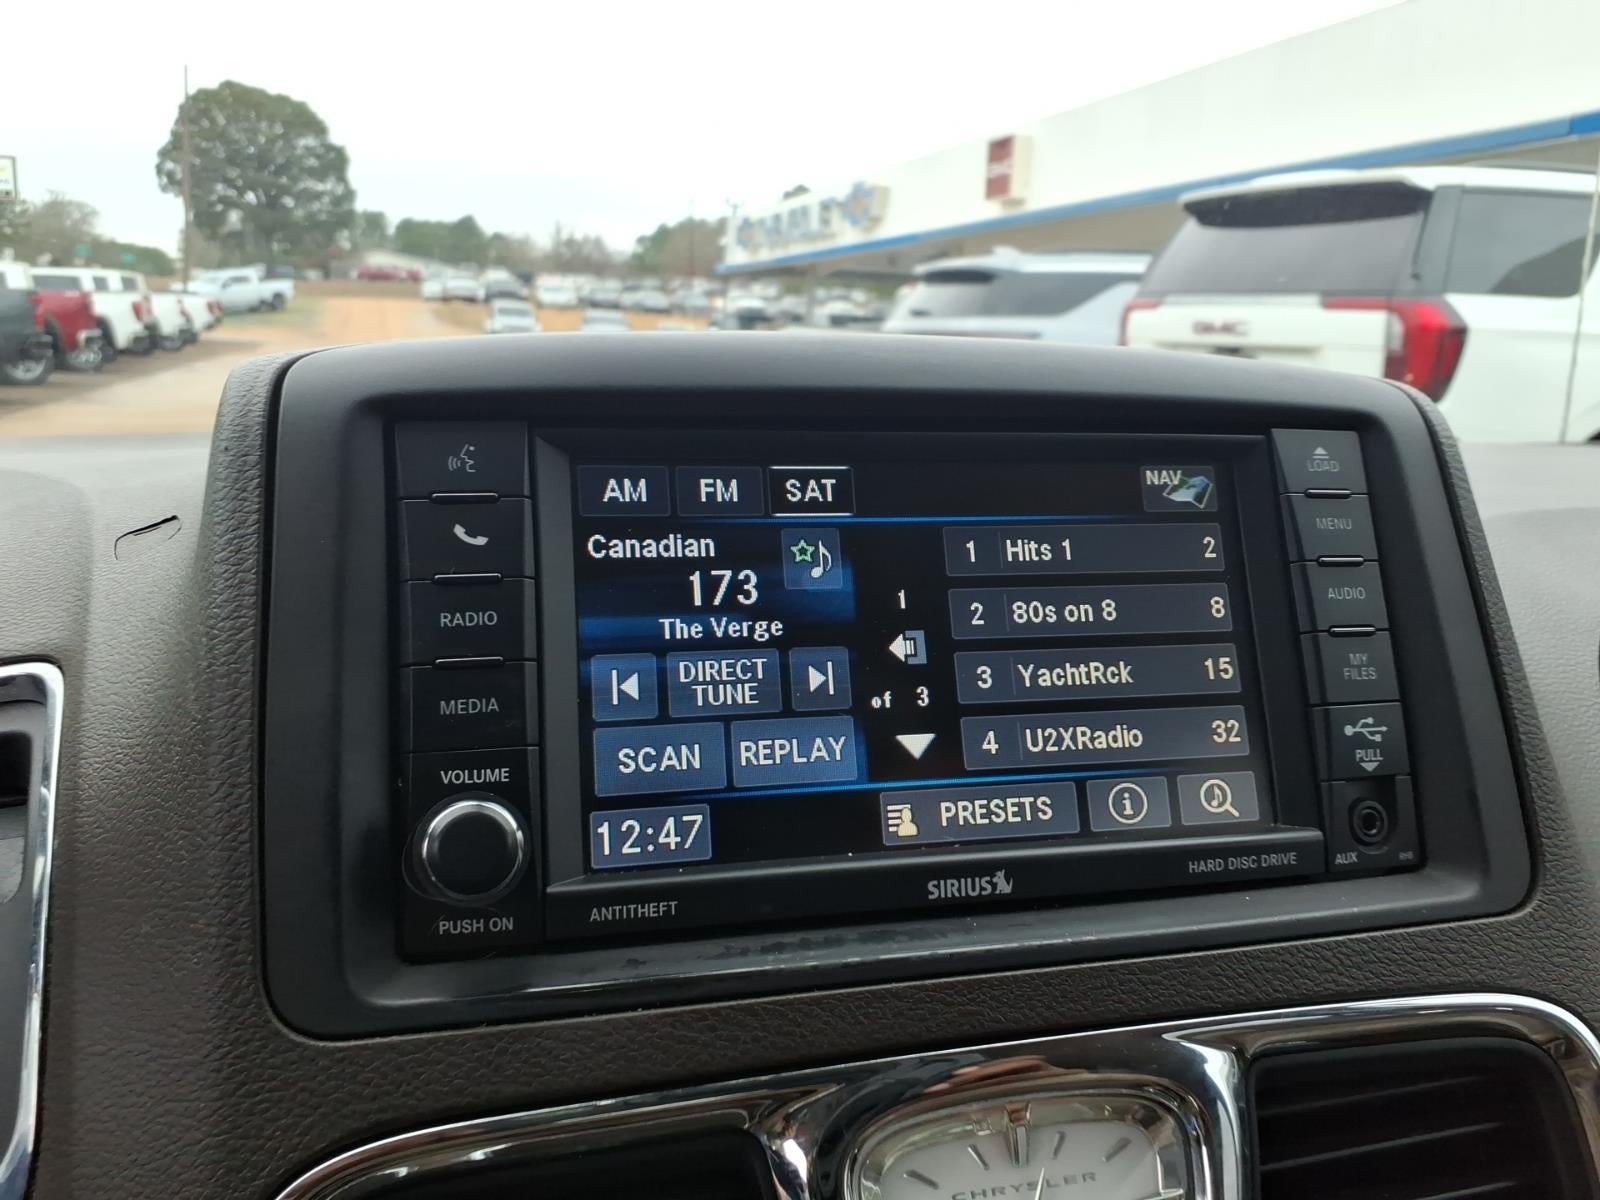 GMC
AM FM SAT NAV
Canadian
173
The Verge
DIRECT
TUNE
SCAN REPLAY
12:47
1
of 3
1 Hits 1 2
2 80s on 8 8
3 YachtRck 15
4 U2XRadio 32
PRESETS
RADIO
MEDIA
VOLUME
PUSH ON
ANTITHEFT
SIRIUS
HARD DISC DRIVE
LOAD
MENU
AUDIO
MY
FILES
PULL
AUX
CHRYSLER